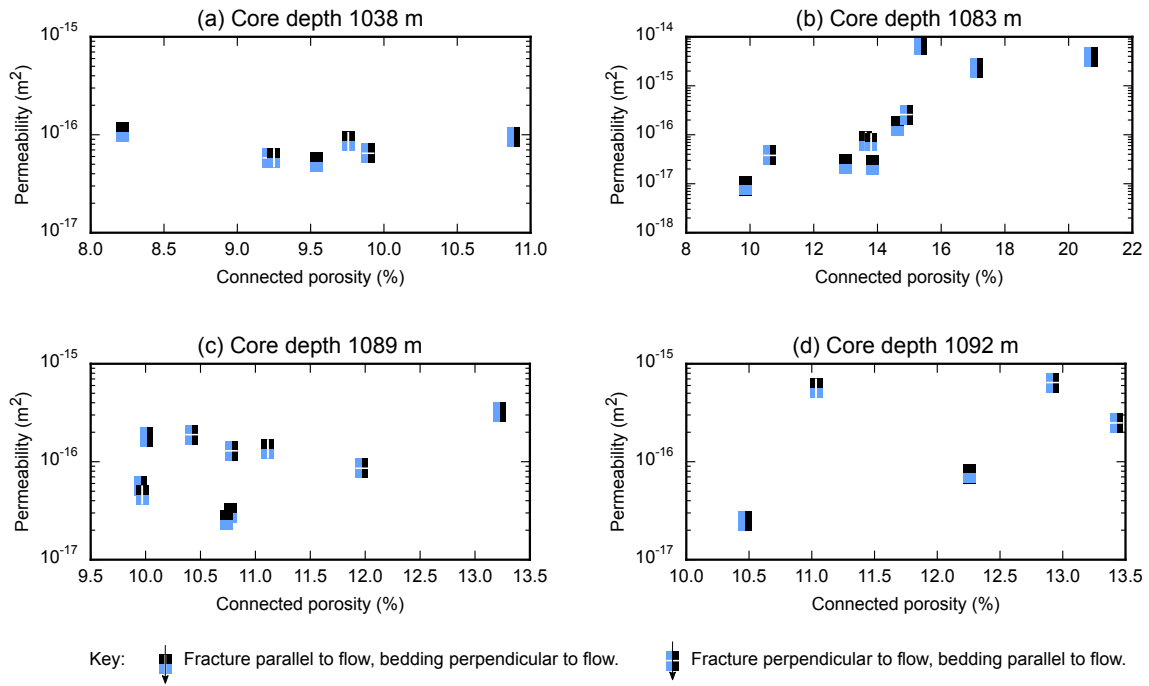 (a) Core depth 1038 m
10⁻¹⁵
10⁻¹⁶
10⁻¹⁷
Permeability (m²)
8.0 8.5 9.0 9.5 10.0 10.5 11.0
Connected porosity (%)
(b) Core depth 1083 m
10⁻¹⁴
10⁻¹⁵
10⁻¹⁶
10⁻¹⁷
10⁻¹⁸
Permeability (m²)
8 10 12 14 16 18 20 22
Connected porosity (%)
(c) Core depth 1089 m
10⁻¹⁵
10⁻¹⁶
10⁻¹⁷
Permeability (m²)
9.5 10.0 10.5 11.0 11.5 12.0 12.5 13.0 13.5
Connected porosity (%)
(d) Core depth 1092 m
10⁻¹⁵
10⁻¹⁶
10⁻¹⁷
Permeability (m²)
10.0 10.5 11.0 11.5 12.0 12.5 13.0 13.5
Connected porosity (%)
Key: Fracture parallel to flow, bedding perpendicular to flow. Fracture perpendicular to flow, bedding parallel to flow.